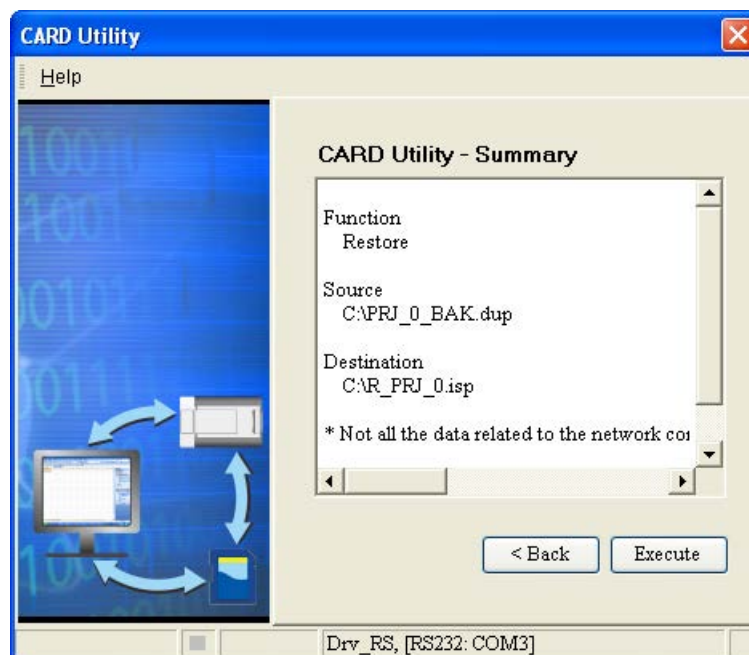 CARD Utility
Help
CARD Utility - Summary
Function
Restore
Source
C:\PRJ_0_BAK.dup
Destination
C:\R_PRJ_0.isp
* Not all the data related to the network
< Back
Execute
Drv_RS, [RS232: COM3]